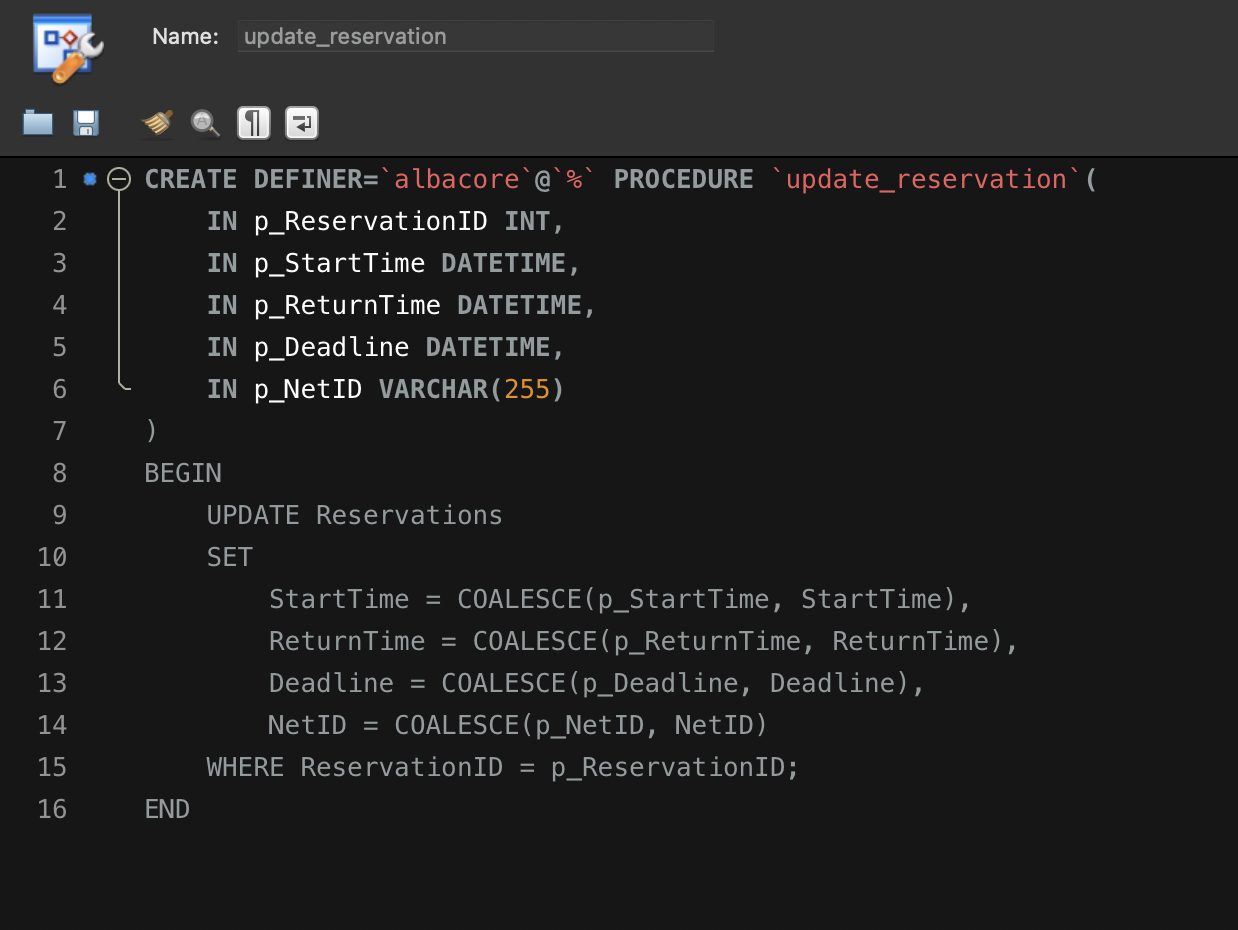 Name: update_reservation
1 CREATE DEFINER=`albacore`@`%` PROCEDURE `update_reservation`(
2     IN p_ReservationID INT,
3     IN p_StartTime DATETIME,
4     IN p_ReturnTime DATETIME,
5     IN p_Deadline DATETIME,
6     IN p_NetID VARCHAR(255)
7 )
8 BEGIN
9     UPDATE Reservations
10     SET
11         StartTime = COALESCE(p_StartTime, StartTime),
12         ReturnTime = COALESCE(p_ReturnTime, ReturnTime),
13         Deadline = COALESCE(p_Deadline, Deadline),
14         NetID = COALESCE(p_NetID, NetID)
15     WHERE ReservationID = p_ReservationID;
16 END